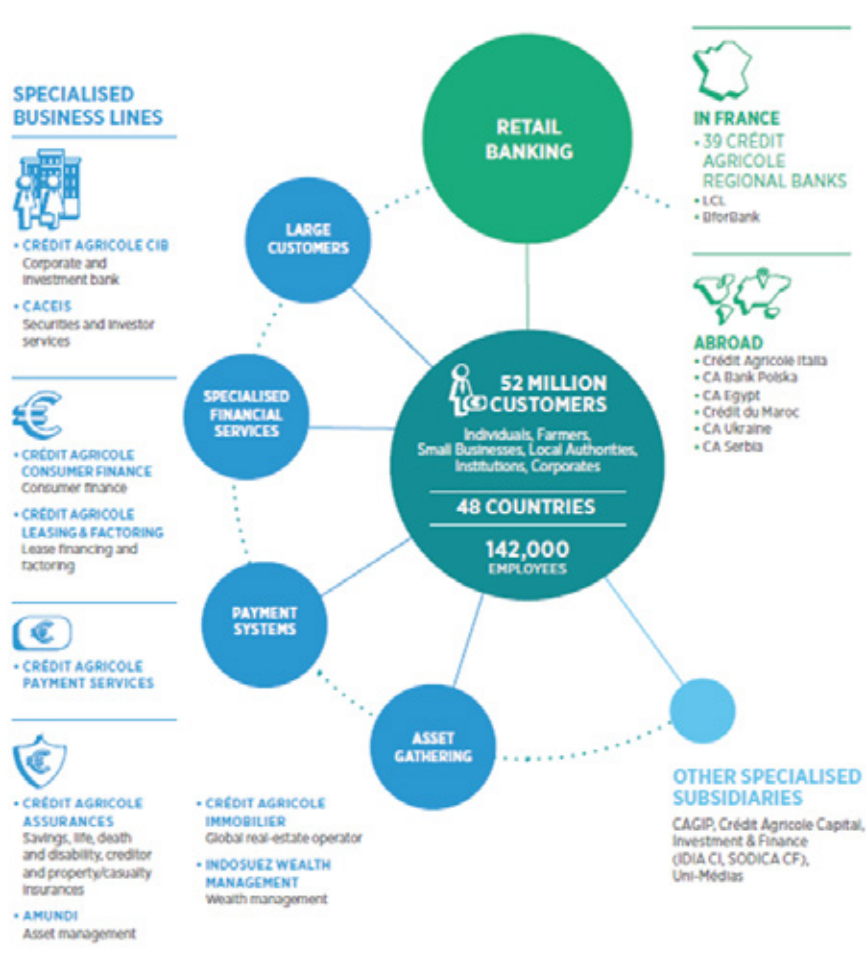 SPECIALISED
BUSINESS LINES
• CRÉDIT AGRICOLE CIB
Corporate and
investment bank
• CACEIS
Securities and investor
services
• CRÉDIT AGRICOLE
CONSUMER FINANCE
Consumer finance
• CRÉDIT AGRICOLE
LEASING & FACTORING
Lease financing and
factoring
• CRÉDIT AGRICOLE
PAYMENT SERVICES
• CRÉDIT AGRICOLE
ASSURANCES
Savings, life, death
and disability, creditor
and property/casualty
insurances
• AMUNDI
Asset management
• CRÉDIT AGRICOLE
IMMOBILIER
Global real-estate operator
• INDOSUEZ WEALTH
MANAGEMENT
Wealth management
RETAIL
BANKING
LARGE
CUSTOMERS
SPECIALISED
FINANCIAL
SERVICES
PAYMENT
SYSTEMS
ASSET
GATHERING
52 MILLION
CUSTOMERS
Individuals, Farmers,
Small Businesses, Local Authorities,
Institutions, Corporates
48 COUNTRIES
142,000
EMPLOYEES
IN FRANCE
• 39 CRÉDIT
AGRICOLE
REGIONAL BANKS
• LCL
• BforBank
ABROAD
• Crédit Agricole Italia
• CA Bank Polska
• CA Egypt
• Crédit du Maroc
• CA Ukraine
• CA Serbia
OTHER SPECIALISED
SUBSIDIARIES
CAGIP, Crédit Agricole Capital,
Investment & Finance
(IDIA CI, SODICA CF),
Uni-Médias